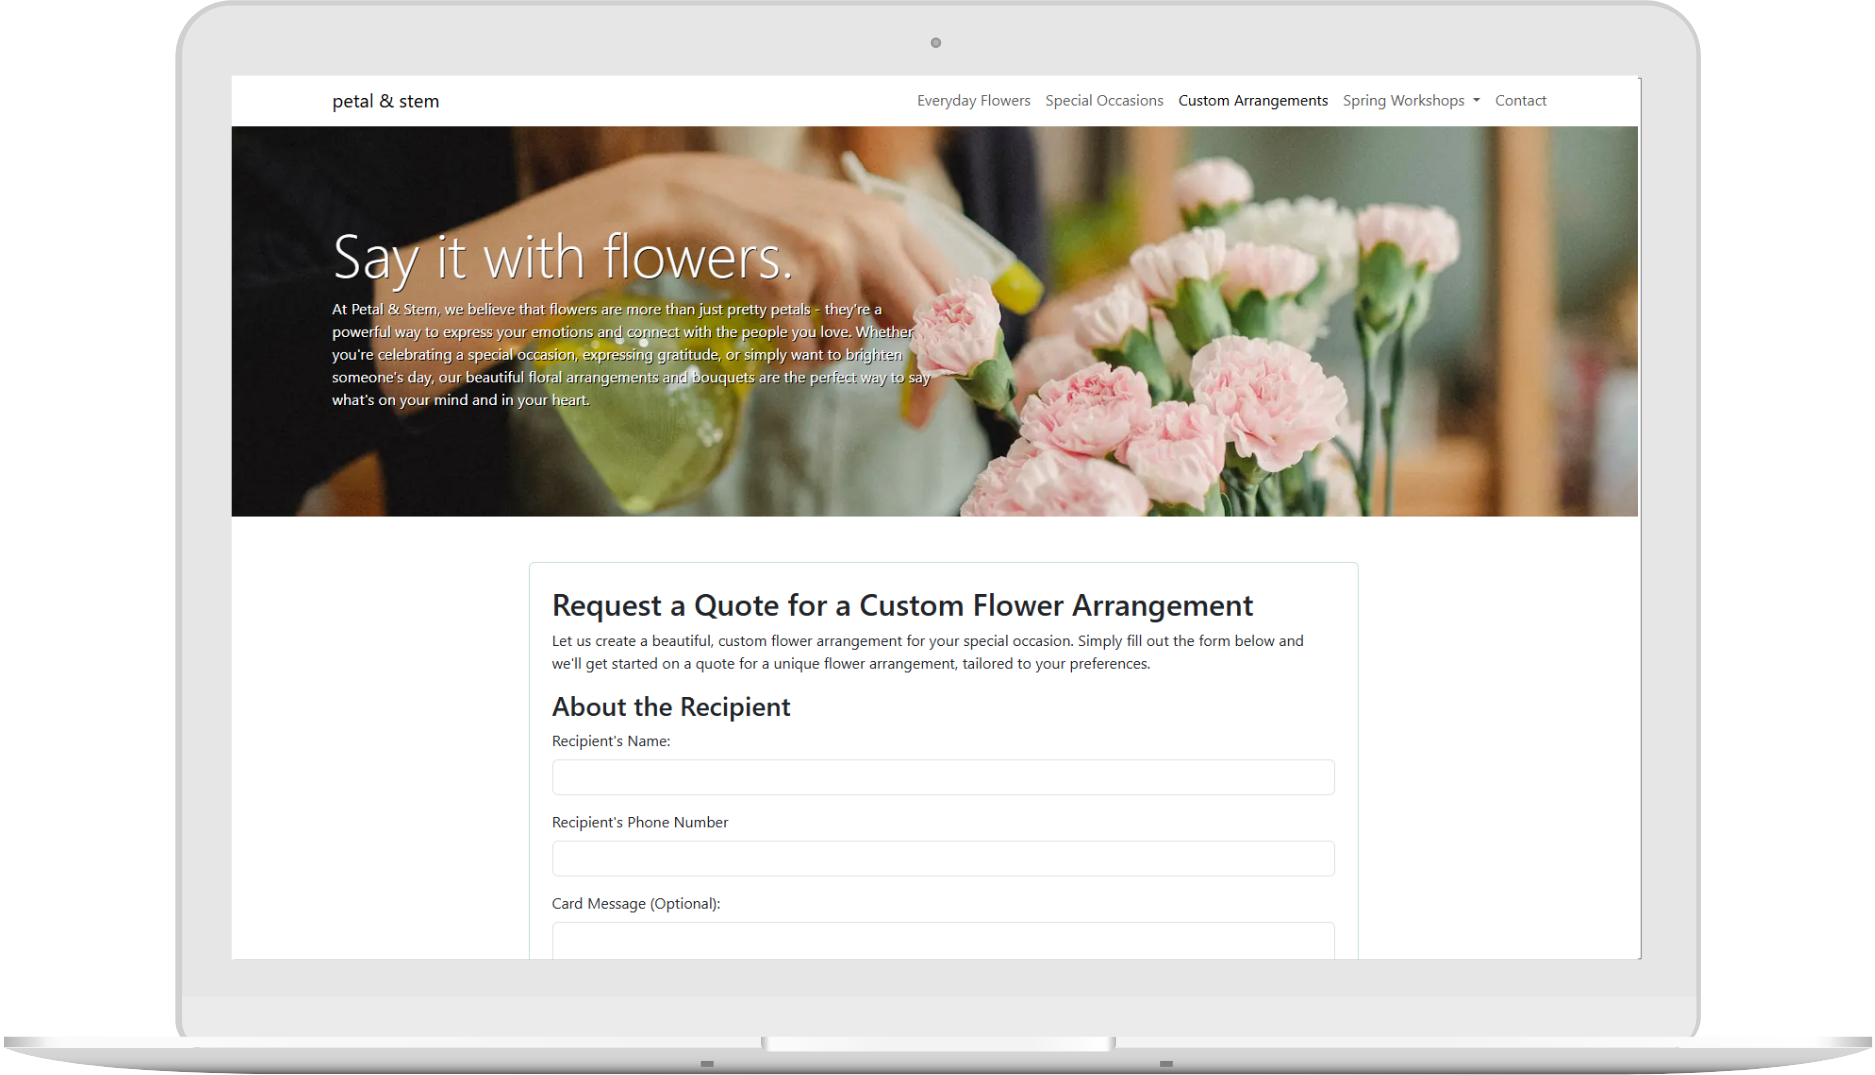 petal & stem
Everyday Flowers Special Occasions Custom Arrangements Spring Workshops Contact
Say it with flowers.
At Petal & Stem, we believe that flowers are more than just pretty petals - they're a
powerful way to express your emotions and connect with the people you love. Whether
you're celebrating a special occasion, expressing gratitude, or simply want to brighten
someone's day, our beautiful floral arrangements and bouquets are the perfect way to say
what's on your mind and in your heart.
Request a Quote for a Custom Flower Arrangement
Let us create a beautiful, custom flower arrangement for your special occasion. Simply fill out the form below and
we'll get started on a quote for a unique flower arrangement, tailored to your preferences.
About the Recipient
Recipient's Name:
Recipient's Phone Number
Card Message (Optional):